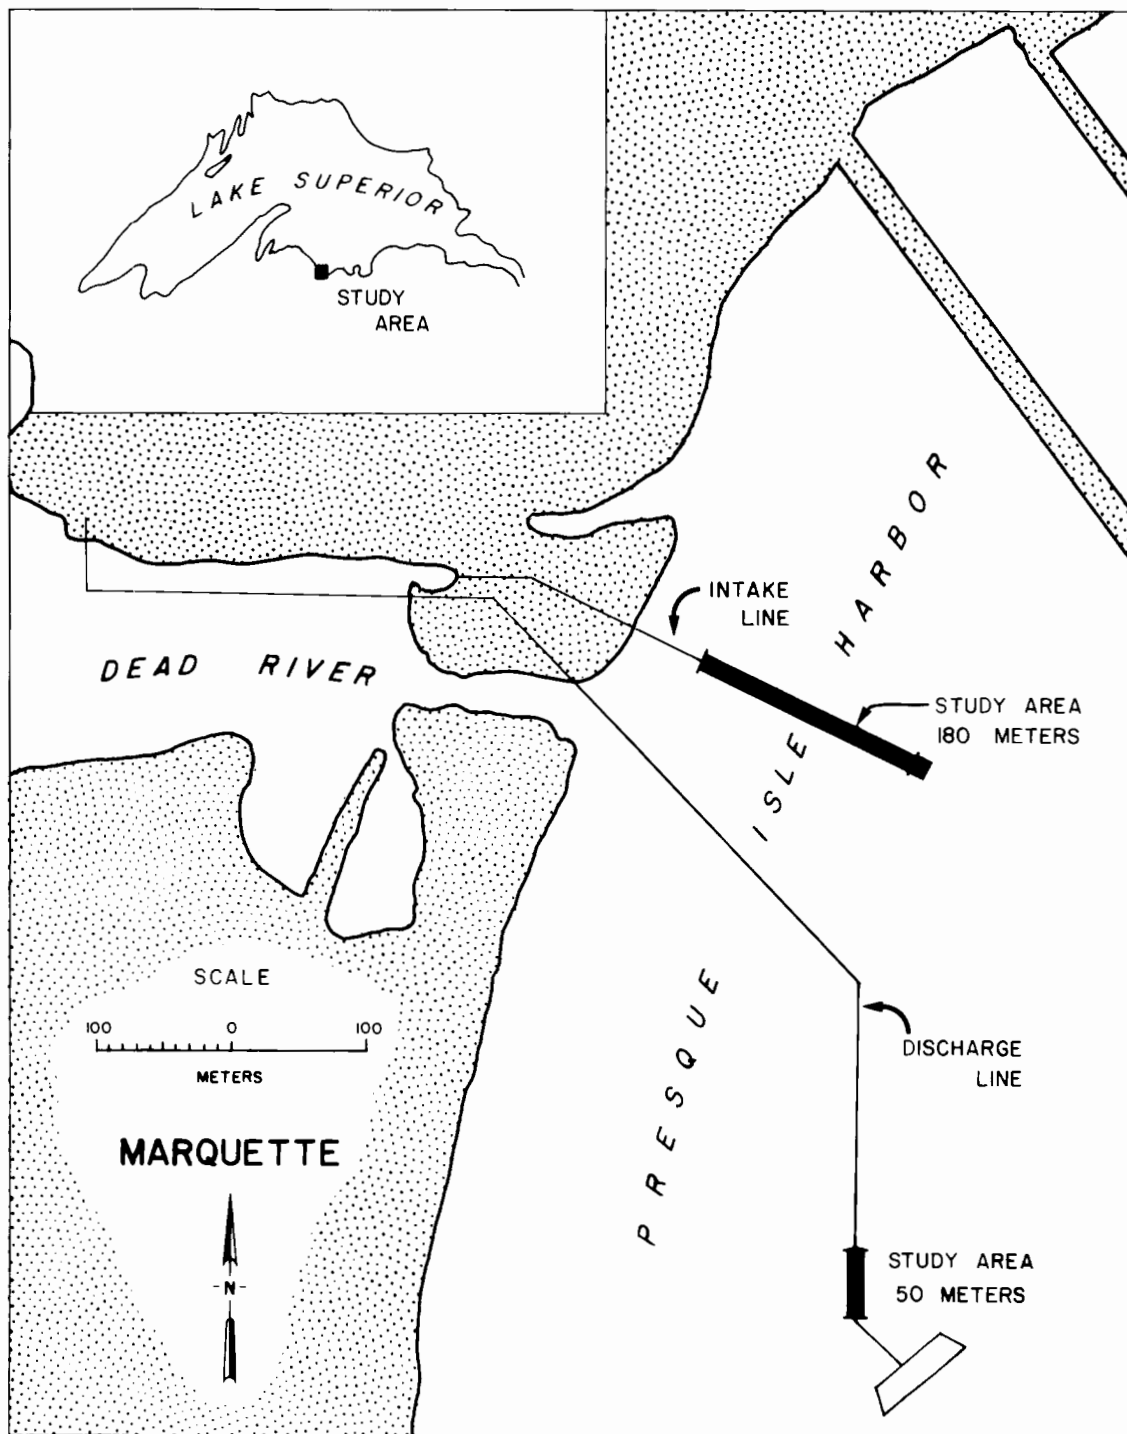 LAKE SUPERIOR
STUDY
AREA
INTAKE
LINE
DEAD RIVER
STUDY AREA
180 METERS
PRESQUE ISLE HARBOR
SCALE
100 0 100
METERS
DISCHARGE
LINE
MARQUETTE
N
STUDY AREA
50 METERS